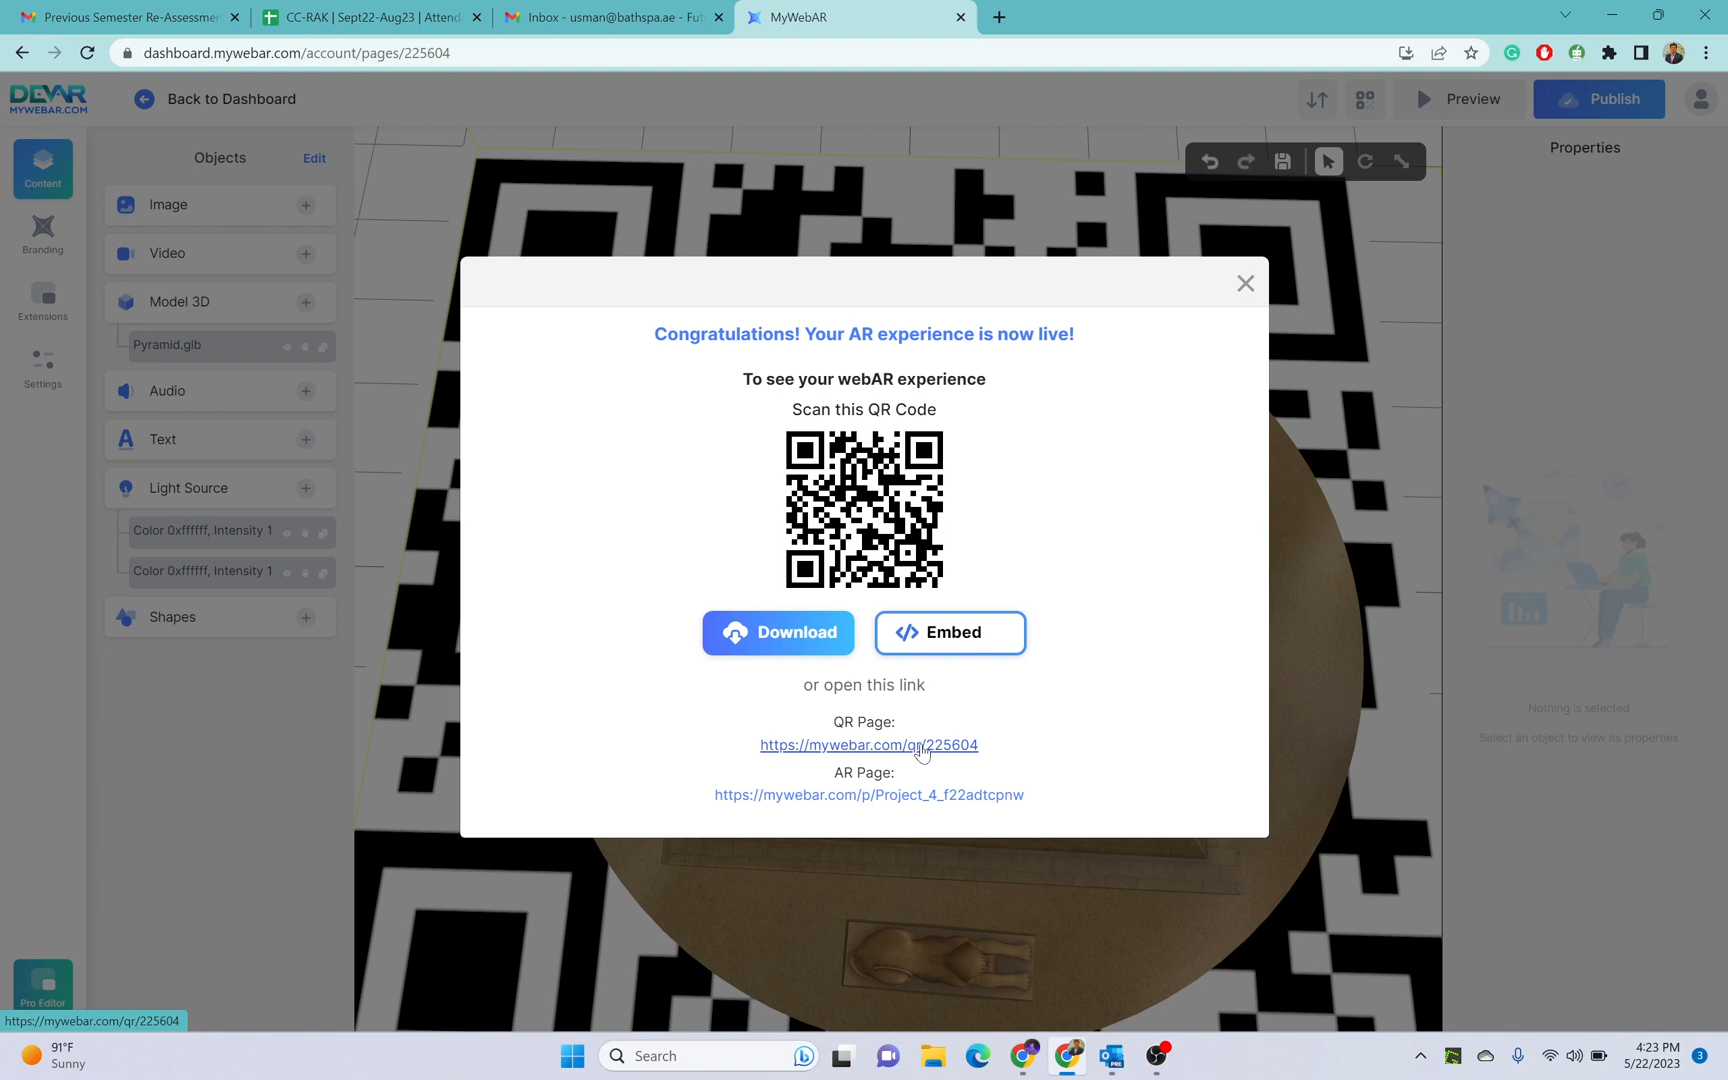 Previous Semester Re-Assessmen
CC-RAK | Sept22-Aug23 | Attend
Inbox - usman@bathspa.ae - Fut
MyWebAR
dashboard.mywebar.com/account/pages/225604
DEVAR
MYWEBAR.COM
Back to Dashboard
Preview
Publish
Content
Branding
Extensions
Settings
Pro Editor
Objects
Edit
Image
Video
Model 3D
Pyramid.glb
Audio
Text
Light Source
Color 0xffffff, Intensity 1
Color 0xffffff, Intensity 1
Shapes
Congratulations! Your AR experience is now live!
To see your webAR experience
Scan this QR Code
Download
Embed
or open this link
QR Page:
https://mywebar.com/qr/225604
AR Page:
https://mywebar.com/p/Project_4_f22adtcpnw
Properties
Nothing is selected
Select an object to view its properties
https://mywebar.com/qr/225604
91°F
Sunny
Search
4:23 PM
5/22/2023
3